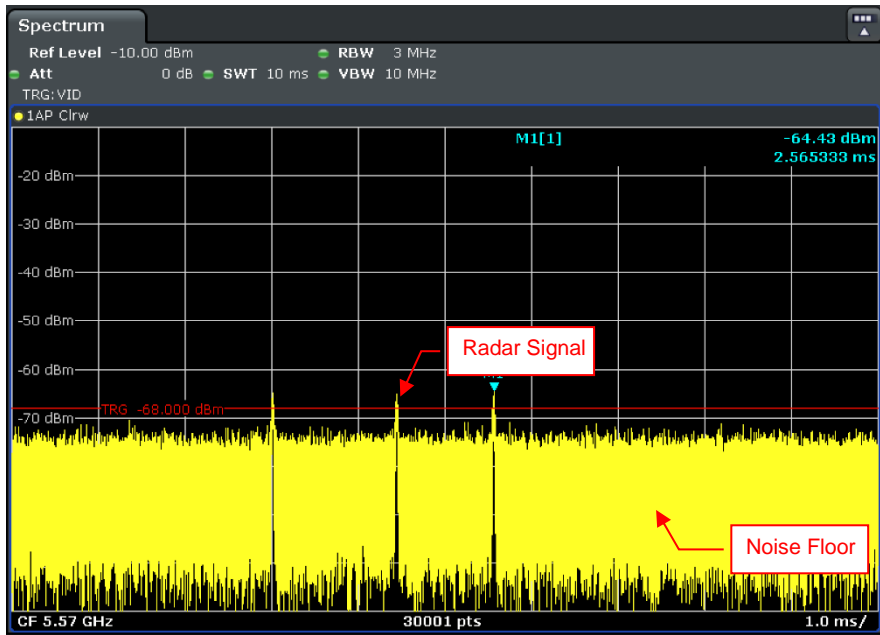 Spectrum
Ref Level -10.00 dBm RBW 3 MHz
Att 0 dB SWT 10 ms VBW 10 MHz
TRG:VID
1AP Clrw
M1[1] -64.43 dBm
2.565333 ms
-20 dBm
-30 dBm
-40 dBm
-50 dBm
Radar Signal
-60 dBm
M1
TRG -68.000 dBm
-70 dBm
Noise Floor
CF 5.57 GHz 30001 pts 1.0 ms/